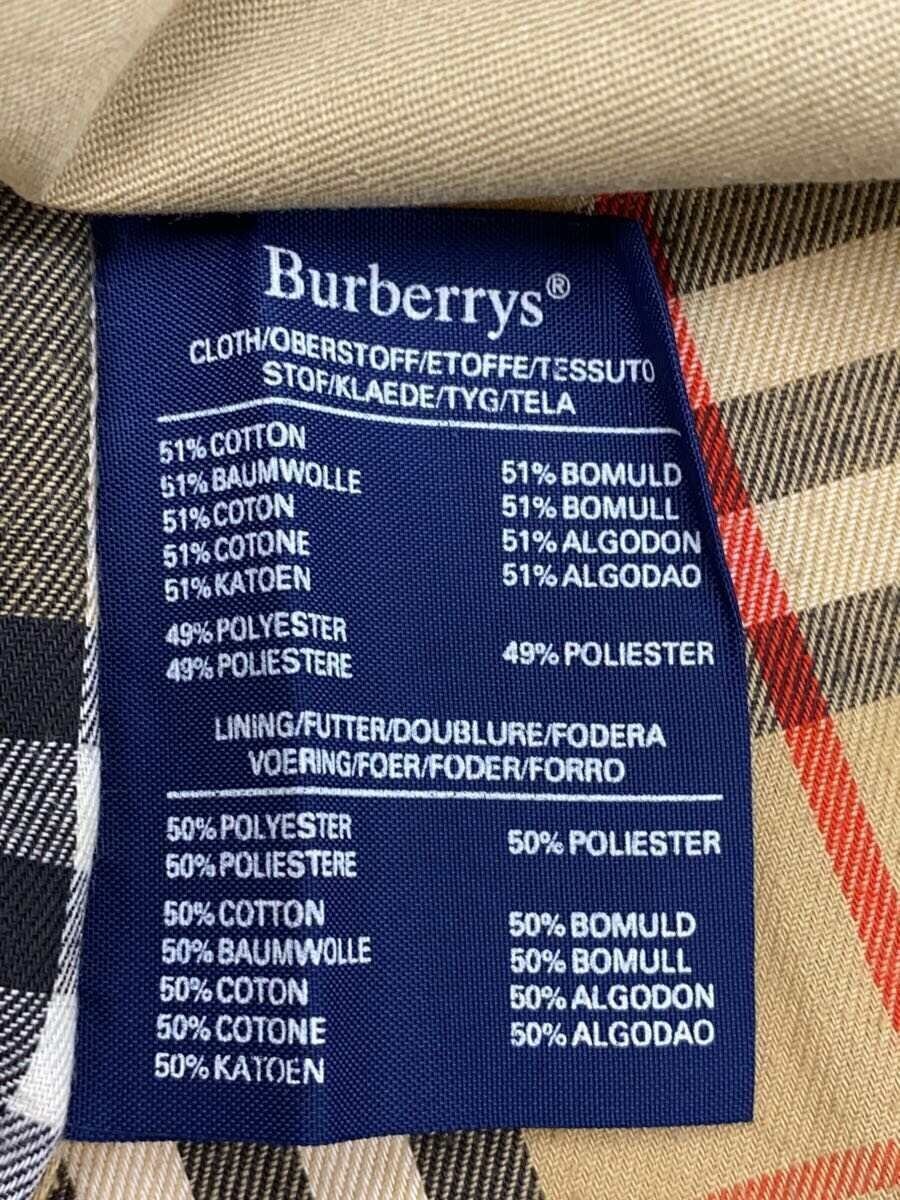 Burberrys®
CLOTH/OBERSTOFF/ETOFFE/TESSUTO
STOF/KLAEDE/TYG/TELA
51% COTTON
51% BAUMWOLLE
51% COTON
51% COTONE
51% KATOEN
51% BOMULD
51% BOMULL
51% ALGODON
51% ALGODAO
49% POLYESTER
49% POLIESTERE
49% POLIESTER
LINING/FUTTER/DOUBLURE/FODERA
VOERING/FOER/FODER/FORRO
50% POLYESTER
50% POLIESTERE
50% POLIESTER
50% COTTON
50% BAUMWOLLE
50% COTON
50% COTONE
50% KATOEN
50% BOMULD
50% BOMULL
50% ALGODON
50% ALGODAO